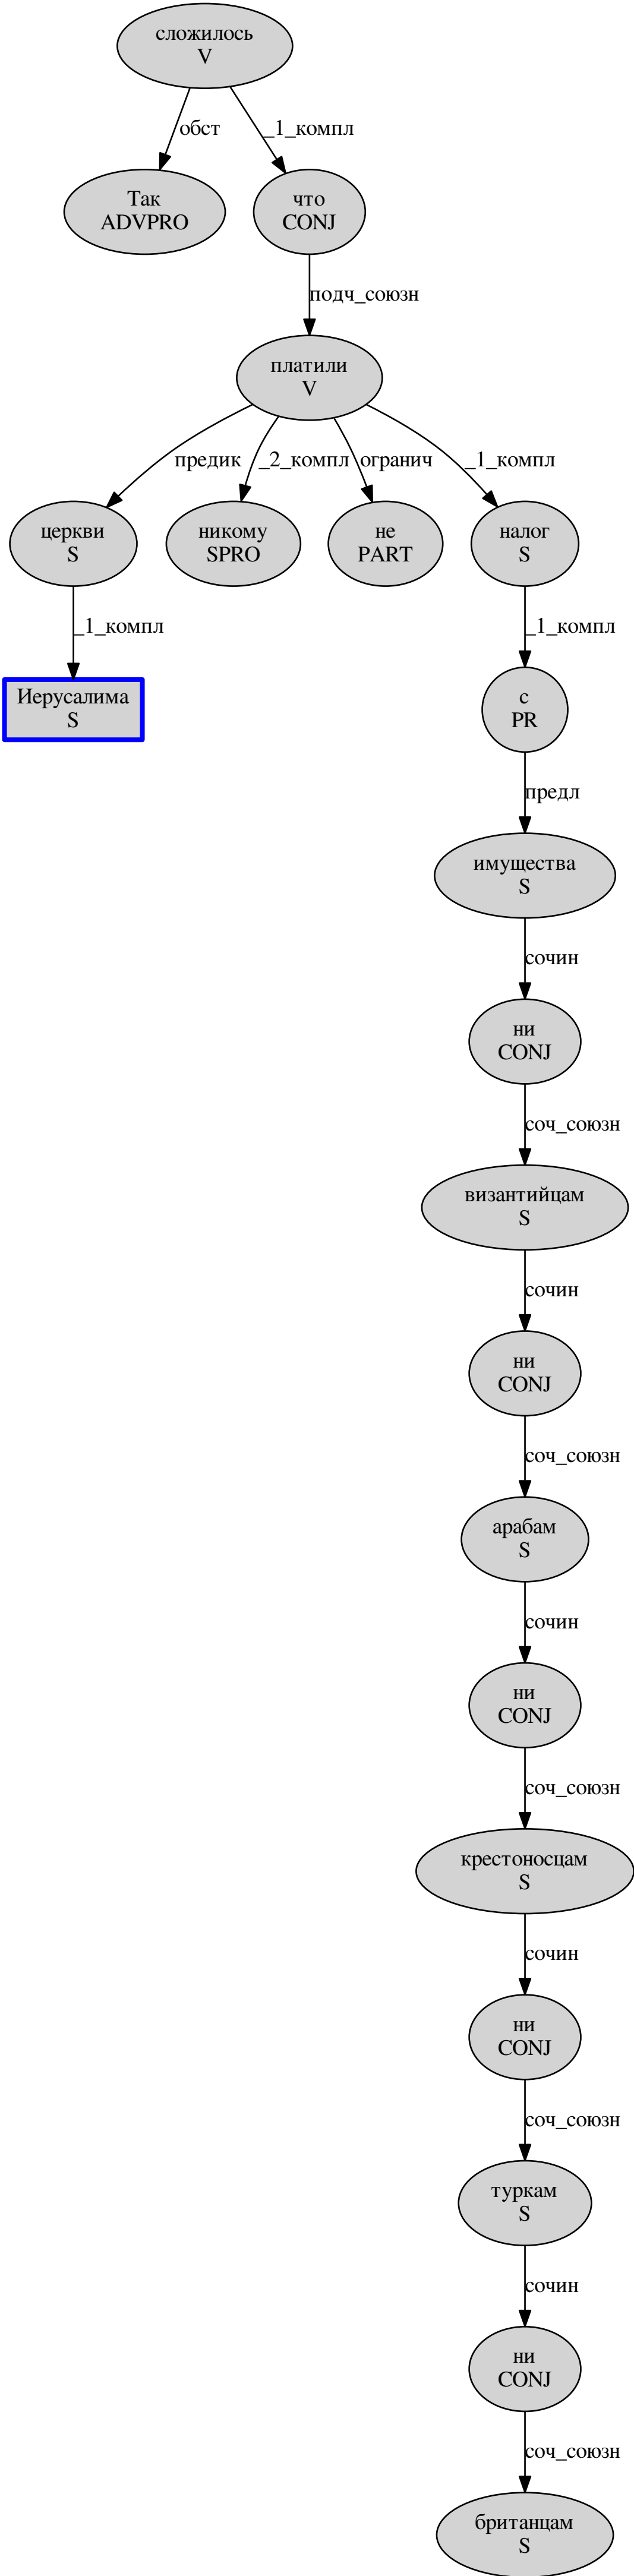 сложилось
V
обст
_1_компл
Так
ADVPRO
что
CONJ
подч_союзн
платили
V
предик
_2_компл
огранич
_1_компл
церкви
S
никому
SPRO
не
PART
налог
S
_1_компл
_1_компл
Иерусалима
S
с
PR
предл
имущества
S
сочин
ни
CONJ
соч_союзн
византийцам
S
сочин
ни
CONJ
соч_союзн
арабам
S
сочин
ни
CONJ
соч_союзн
крестоносцам
S
сочин
ни
CONJ
соч_союзн
туркам
S
сочин
ни
CONJ
соч_союзн
британцам
S